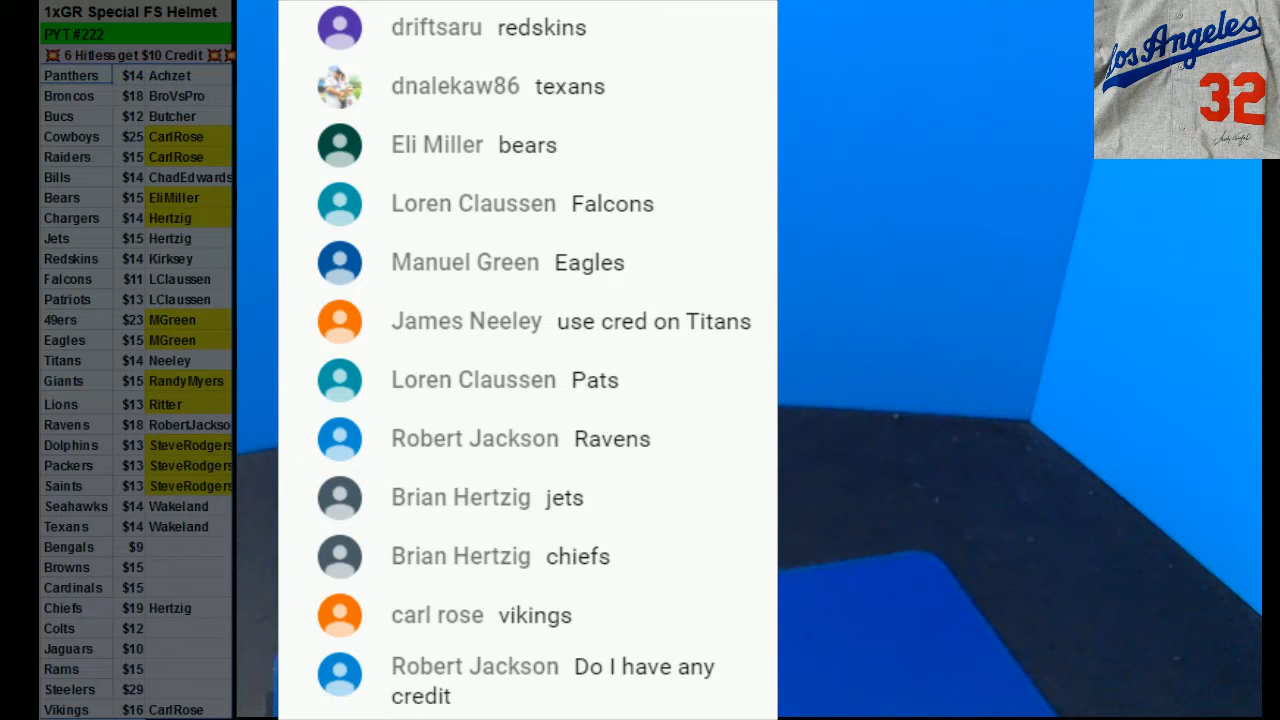 1xGR Special FS Helmet
PYT #222
💥 6 Hitless get $10 Credit 💥
Panthers $14 Achzet
Broncos $18 BroVsPro
Bucs $12 Butcher
Cowboys $25 CarlRose
Raiders $15 CarlRose
Bills $14 ChadEdwards
Bears $15 EliMiller
Chargers $14 Hertzig
Jets $15 Hertzig
Redskins $14 Kirksey
Falcons $11 LClaussen
Patriots $13 LClaussen
49ers $23 MGreen
Eagles $15 MGreen
Titans $14 Neeley
Giants $15 RandyMyers
Lions $13 Ritter
Ravens $18 RobertJackso
Dolphins $13 SteveRodgers
Packers $13 SteveRodgers
Saints $13 SteveRodgers
Seahawks $14 Wakeland
Texans $14 Wakeland
Bengals $9
Browns $15
Cardinals $15
Chiefs $19 Hertzig
Colts $12
Jaguars $10
Rams $15
Steelers $29
Vikings $16 CarlRose
driftsaru redskins
dnalekaw86 texans
Eli Miller bears
Loren Claussen Falcons
Manuel Green Eagles
James Neeley use cred on Titans
Loren Claussen Pats
Robert Jackson Ravens
Brian Hertzig jets
Brian Hertzig chiefs
carl rose vikings
Robert Jackson Do I have any
credit
Los Angeles
32